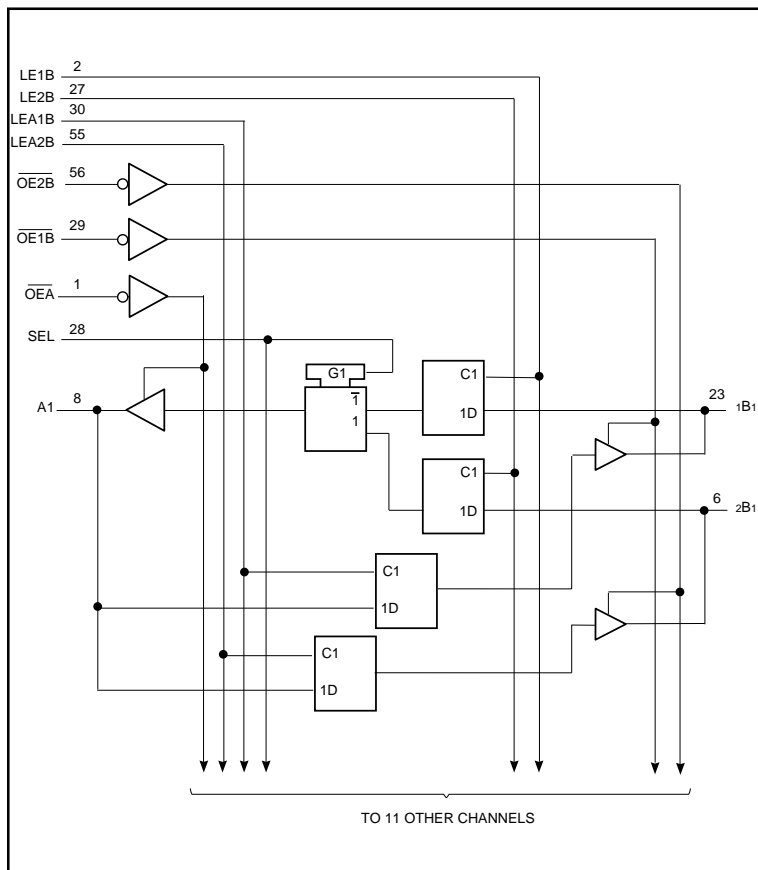 LE1B 2
LE2B 27
LEA1B 30
LEA2B 55
OE2B 56
OE1B 29
OEA 1
SEL 28
G1
A1 8
1
1
C1
1D
23 1B1
C1
1D
6 2B1
C1
1D
C1
1D
TO 11 OTHER CHANNELS